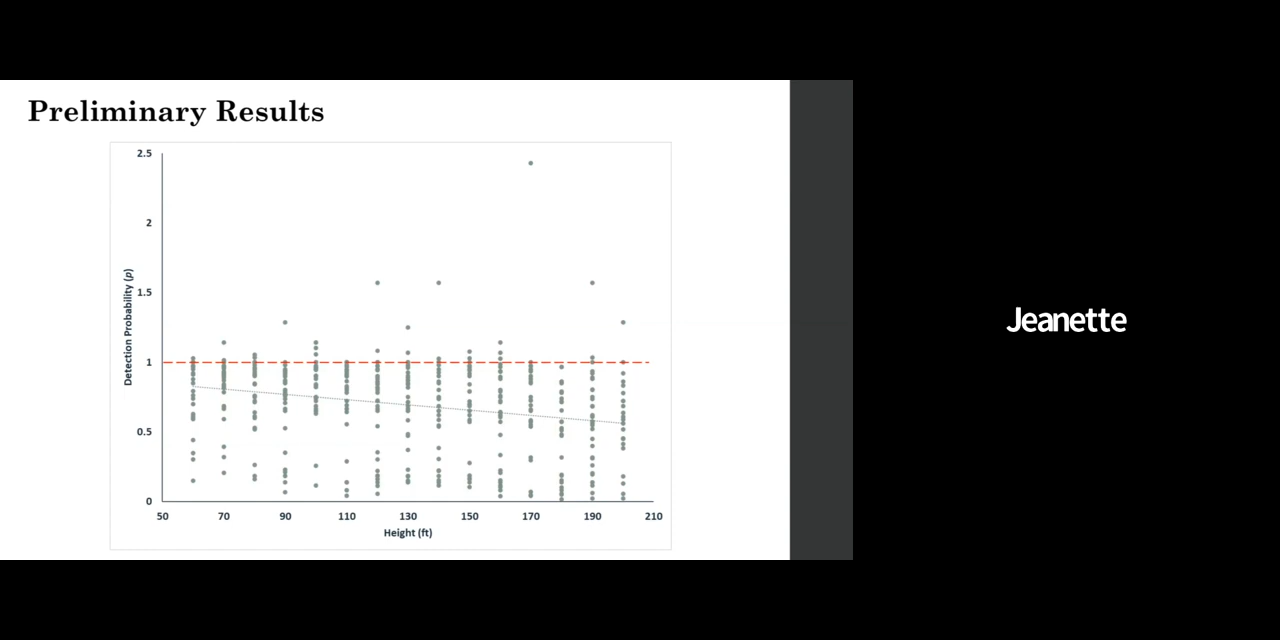 Preliminary Results
2.5
2
1.5
1
0.5
0
Detection Probability (p)
50 70 90 110 130 150 170 190 210
Height (ft)
Jeanette